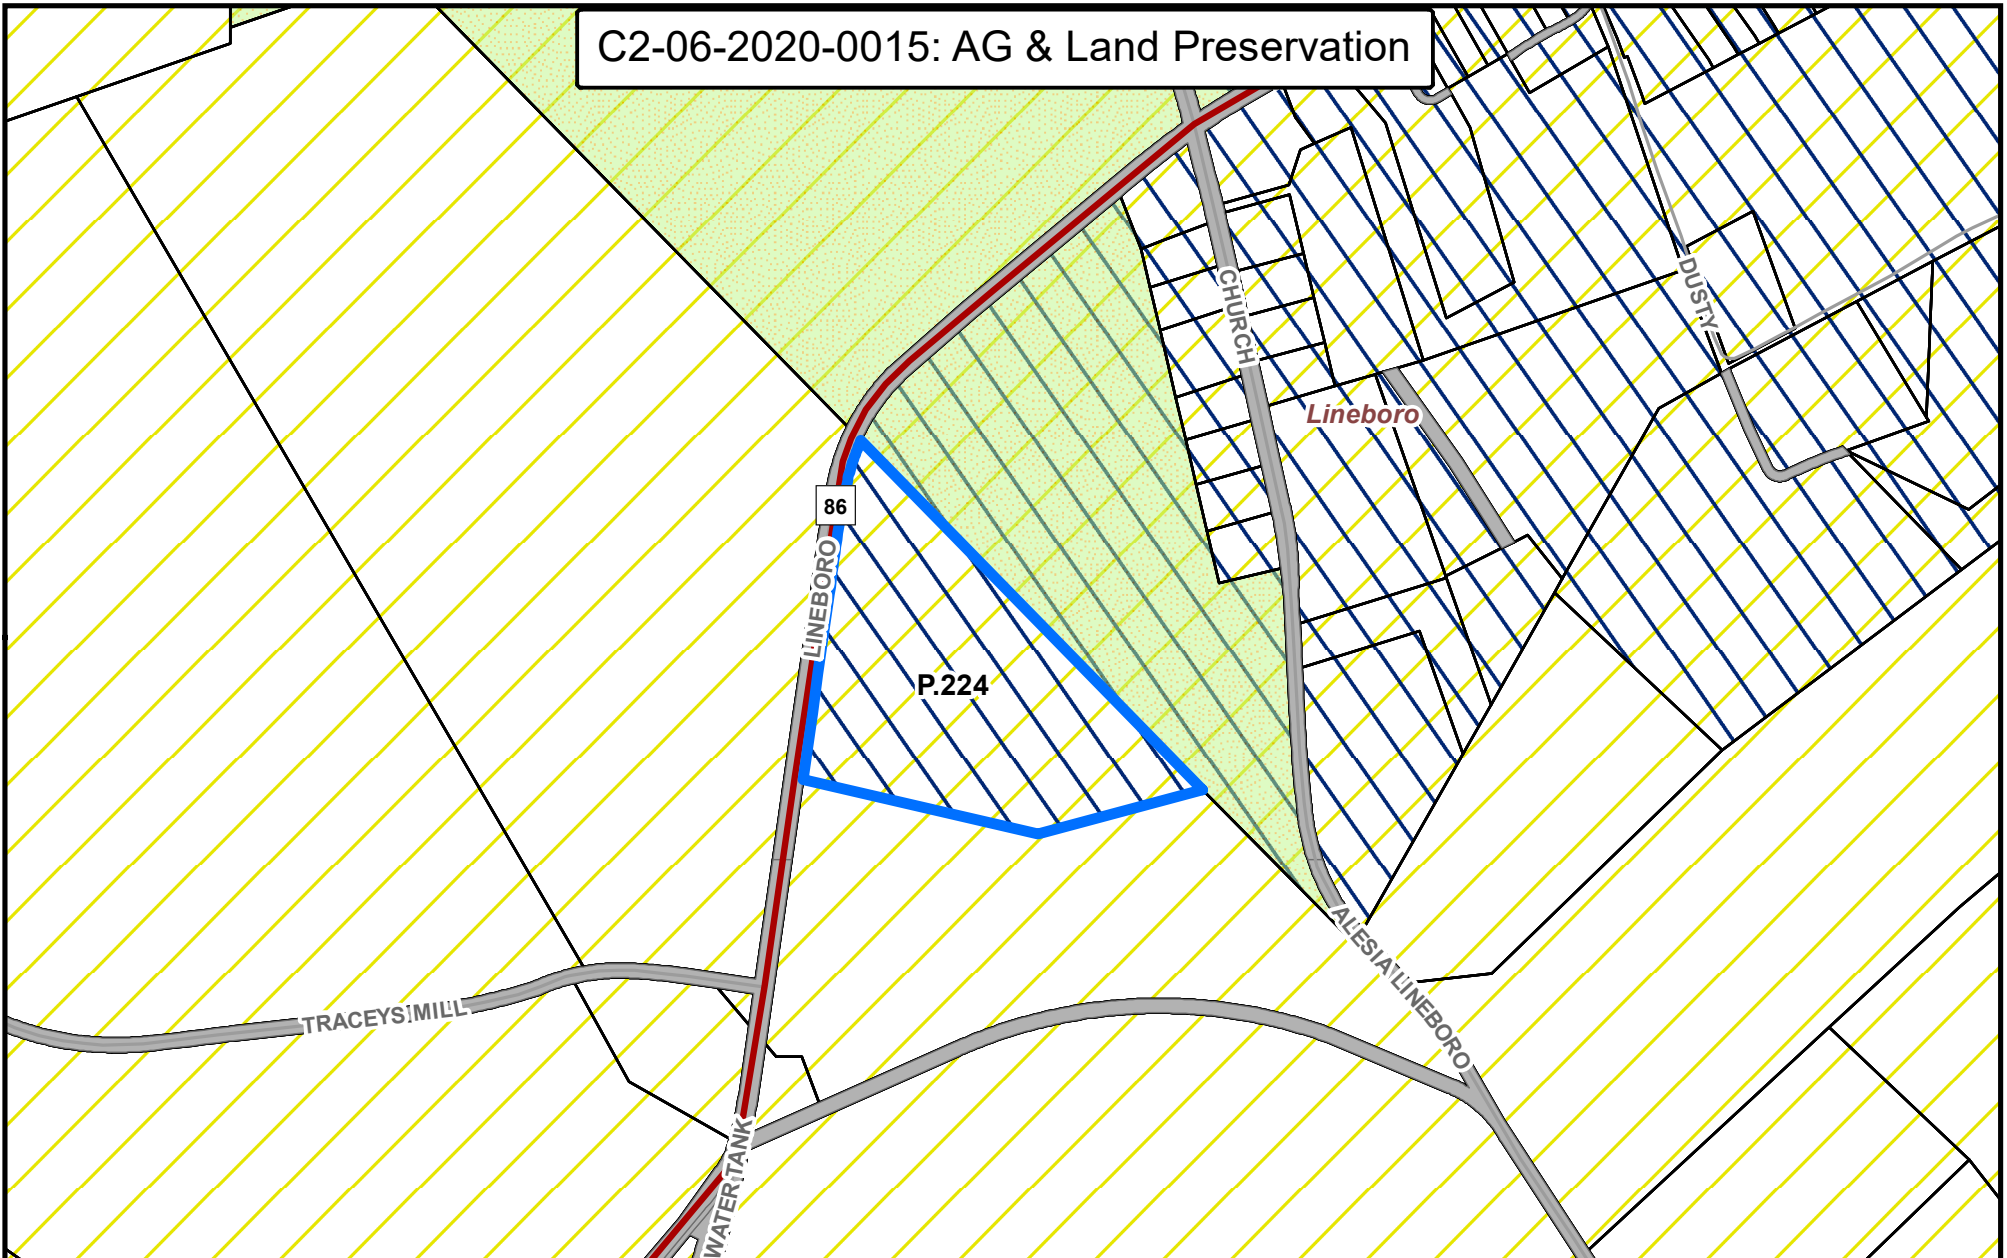 C2-06-2020-0015: AG & Land Preservation
CHURCH
DUSTY
Lineboro
86
LINEBORO
P.224
ALESIA LINEBORO
TRACEYS MILL
WATER TANK